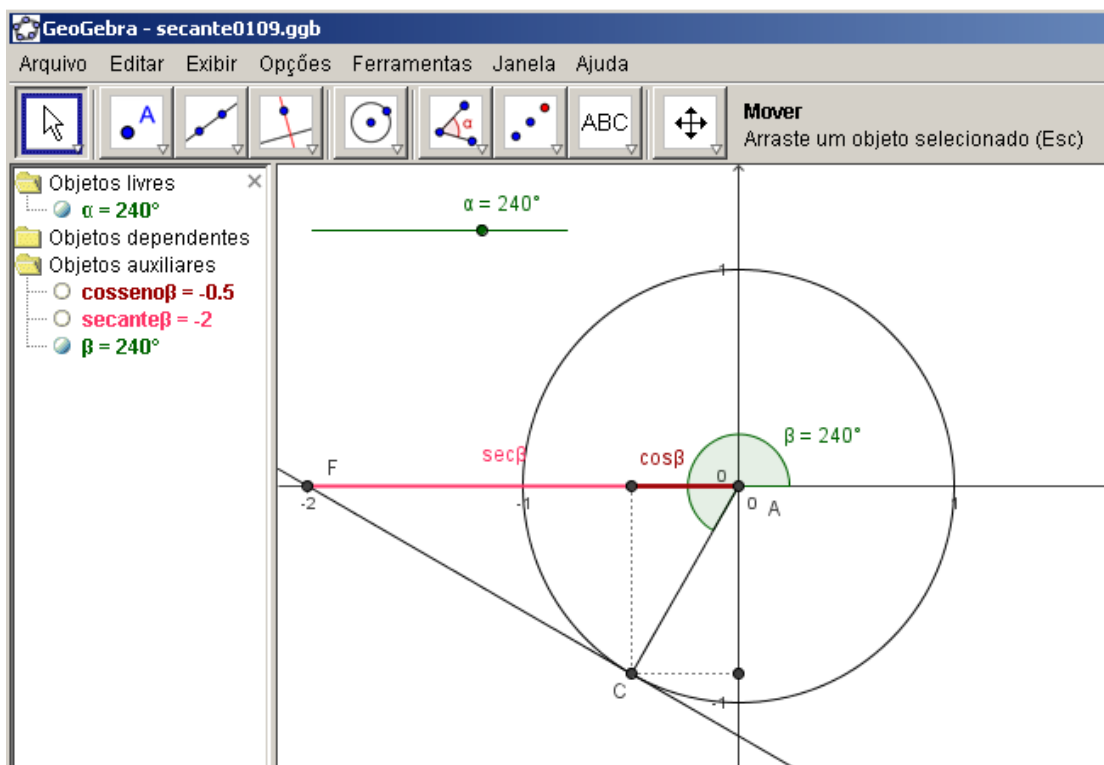 GeoGebra - secante0109.ggb
Arquivo Editar Exibir Opções Ferramentas Janela Ajuda
A
α
ABC
Mover
Arraste um objeto selecionado (Esc)
Objetos livres
α = 240°
Objetos dependentes
Objetos auxiliares
cossenoβ = -0.5
secanteβ = -2
β = 240°
α = 240°
1
β = 240°
secβ
cosβ
F
0
-2
-1
0
A
1
C
-1